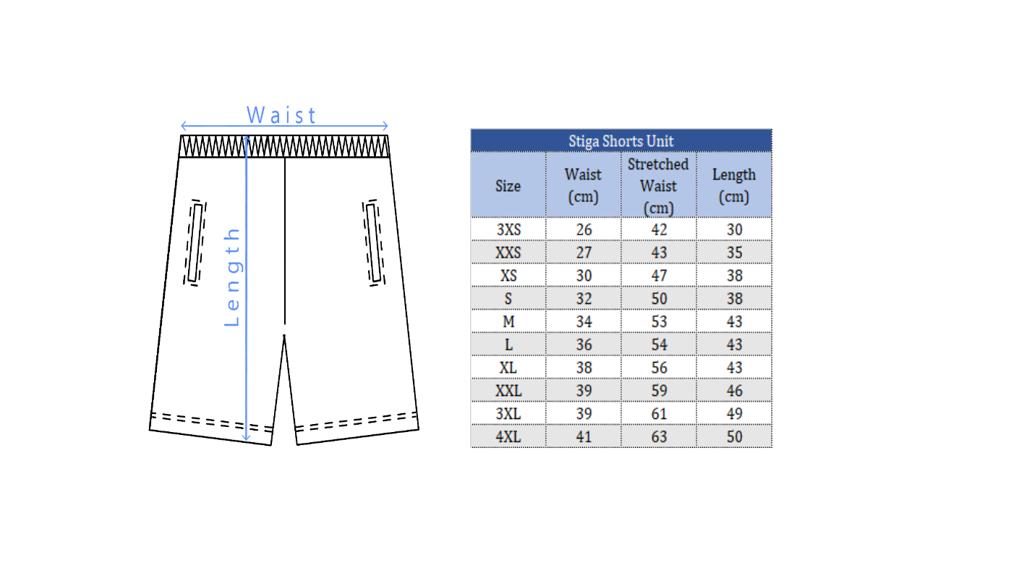 Waist
Length
Stiga Shorts Unit
Size Waist (cm) Stretched Waist (cm) Length (cm)
3XS 26 42 30
XXS 27 43 35
XS 30 47 38
S 32 50 38
M 34 53 43
L 36 54 43
XL 38 56 43
XXL 39 59 46
3XL 39 61 49
4XL 41 63 50